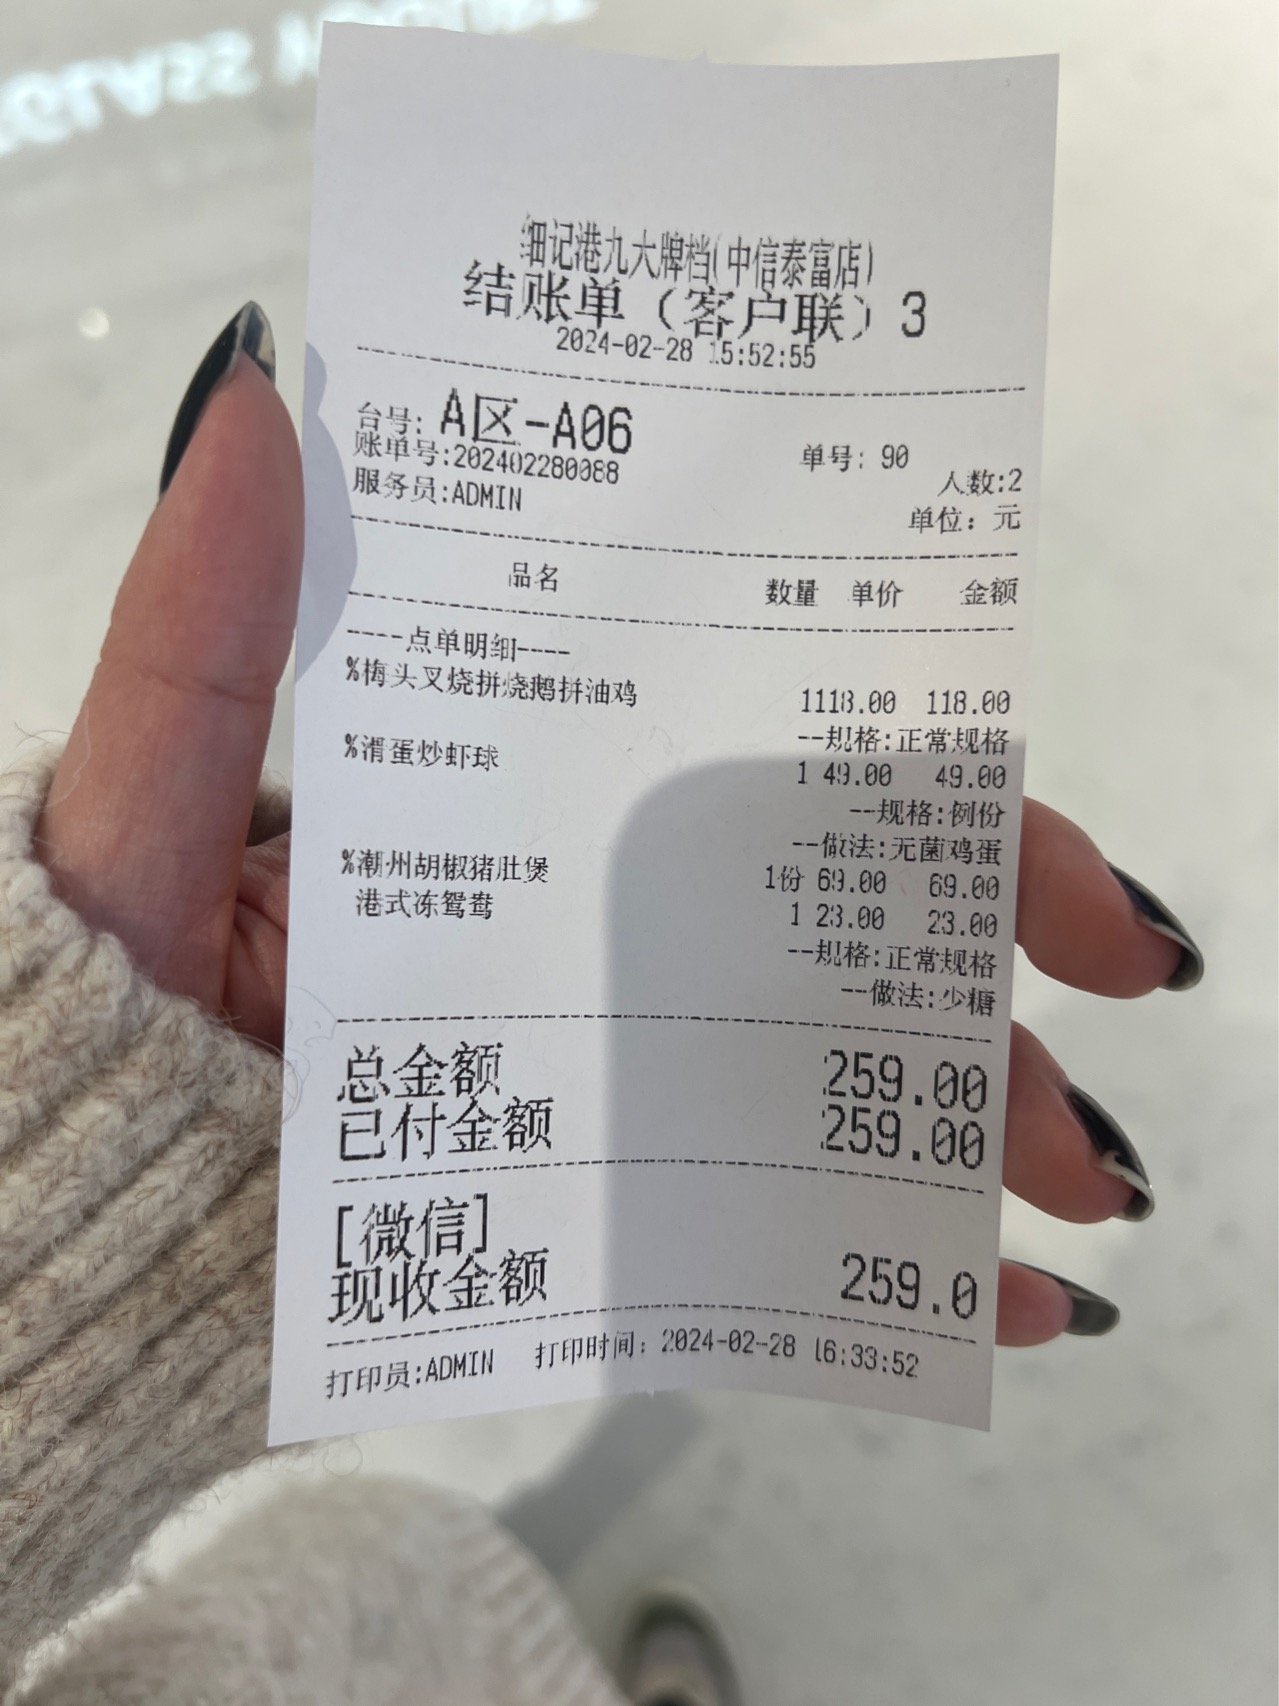 细记港九大牌档(中信泰富店)
结账单（客户联）3
2024-02-28 15:52:55
台号: A区-A06
单号: 90
账单号:202402280088
人数:2
服务员:ADMIN
单位: 元
品名 数量 单价 金额
----点单明细----
%梅头叉烧拼烧鹅拼油鸡 1118.00 118.00
--规格:正常规格
%滑蛋炒虾球 1 49.00 49.00
--规格:例份
--做法:无菌鸡蛋
%潮州胡椒猪肚煲 1份 69.00 69.00
港式冻鸳鸯 1 23.00 23.00
--规格:正常规格
--做法:少糖
总金额 259.00
已付金额 259.00
[微信]
现收金额 259.0
打印员:ADMIN 打印时间: 2024-02-28 16:33:52